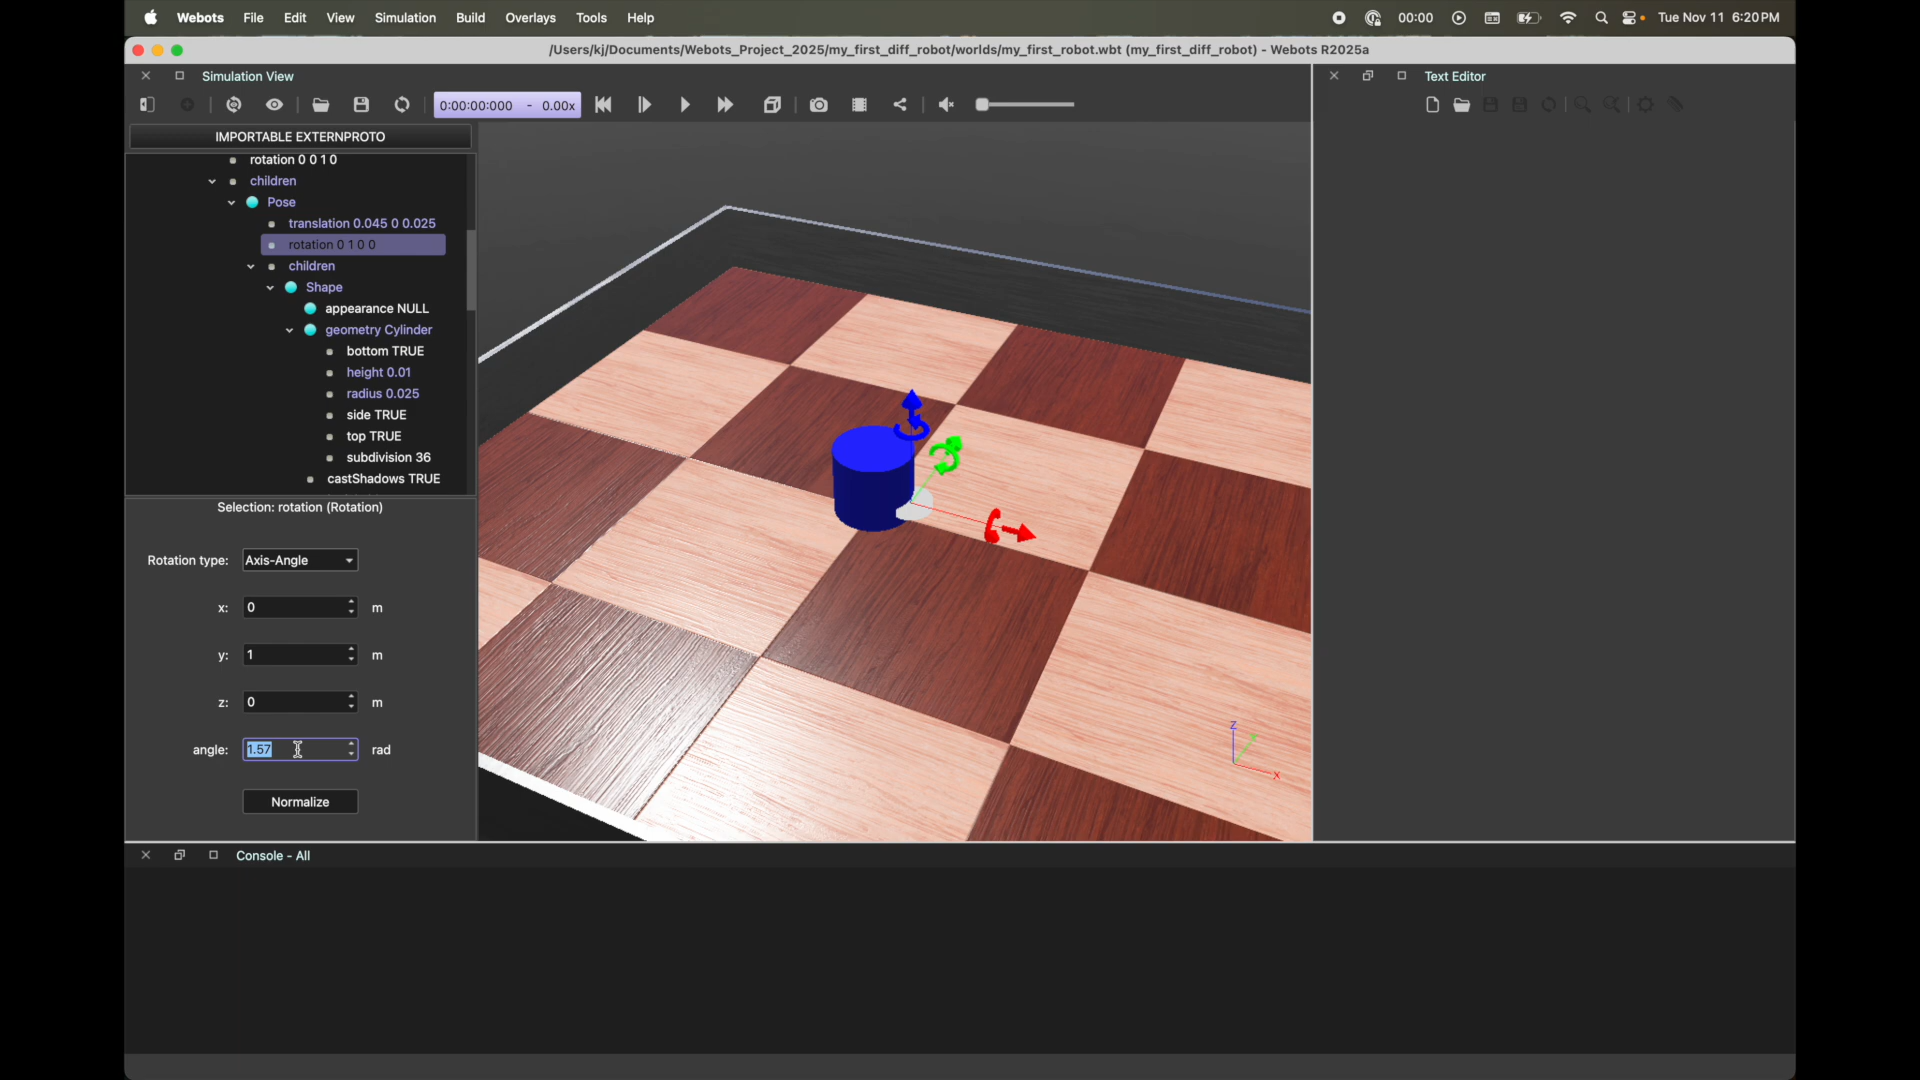 Webots File Edit View Simulation Build Overlays Tools Help 00:00 Tue Nov 11 6:20 PM
/Users/kj/Documents/Webots_Project_2025/my_first_diff_robot/worlds/my_first_robot.wbt (my_first_diff_robot) - Webots R2025a
Simulation View
Text Editor
0:00:00:000 - 0.00x
IMPORTABLE EXTERNPROTO
rotation 0 0 1 0
children
Pose
translation 0.045 0 0.025
rotation 0 1 0 0
children
Shape
appearance NULL
geometry Cylinder
bottom TRUE
height 0.01
radius 0.025
side TRUE
top TRUE
subdivision 36
castShadows TRUE
Selection: rotation (Rotation)
Rotation type: Axis-Angle
x: 0 m
y: 1 m
z: 0 m
angle: 1.57 rad
Normalize
Z
Y
X
Console - All